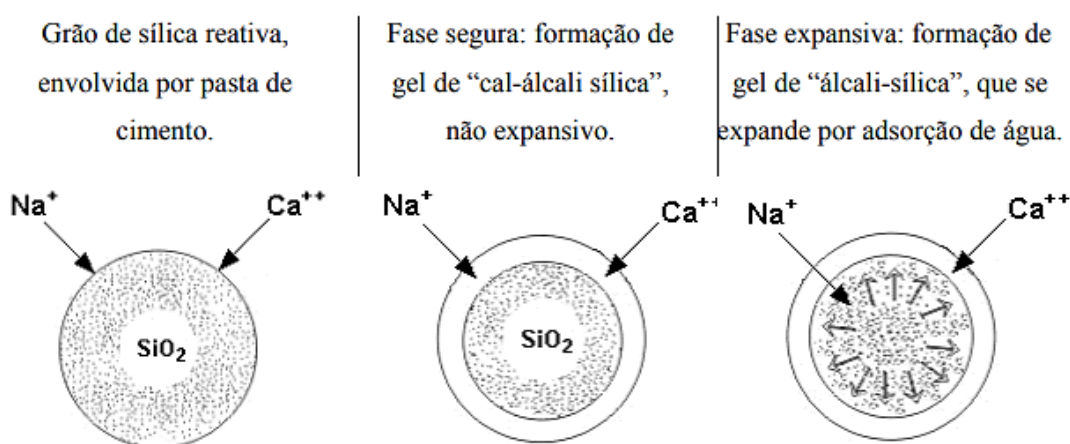 Grão de sílica reativa,
envolvida por pasta de
cimento.
Fase segura: formação de
gel de “cal-álcali sílica”,
não expansivo.
Fase expansiva: formação de
gel de “álcali-sílica”, que se
expande por adsorção de água.
Na⁺
Ca⁺⁺
SiO₂
Na⁺
Ca⁺⁺
SiO₂
Na⁺
Ca⁺⁺